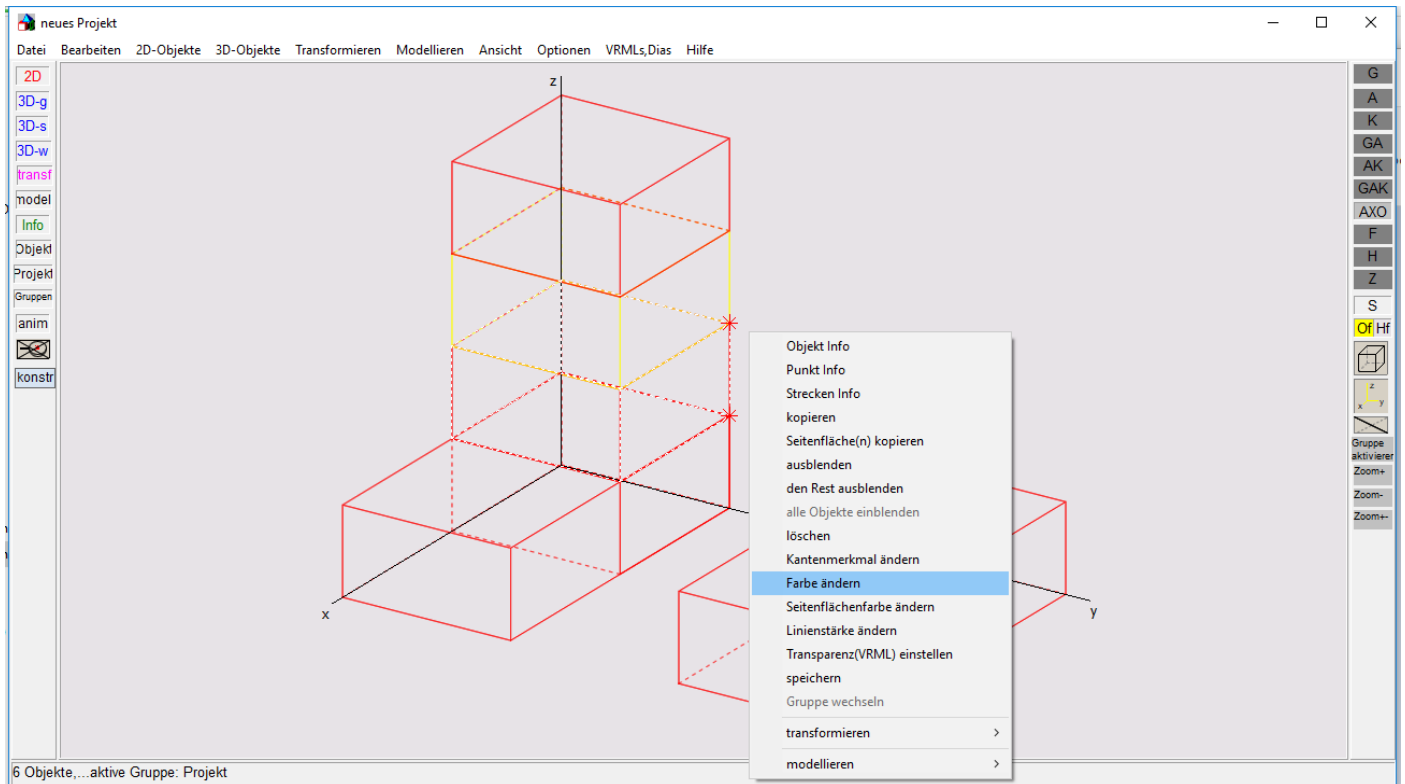 neues Projekt
Datei Bearbeiten 2D-Objekte 3D-Objekte Transformieren Modellieren Ansicht Optionen VRMLs,Dias Hilfe
2D
3D-g
3D-s
3D-w
transf
model
Info
Objekt
Projekt
Gruppen
anim
konstr
z
x
y
Objekt Info
Punkt Info
Strecken Info
kopieren
Seitenfläche(n) kopieren
ausblenden
den Rest ausblenden
alle Objekte einblenden
löschen
Kantenmerkmal ändern
Farbe ändern
Seitenflächenfarbe ändern
Linienstärke ändern
Transparenz(VRML) einstellen
speichern
Gruppe wechseln
transformieren
modellieren
G
A
K
GA
AK
GAK
AXO
F
H
Z
S
Of Hf
z
x y
Gruppe
aktivierer
Zoom+
Zoom-
Zoom+-
6 Objekte,...aktive Gruppe: Projekt